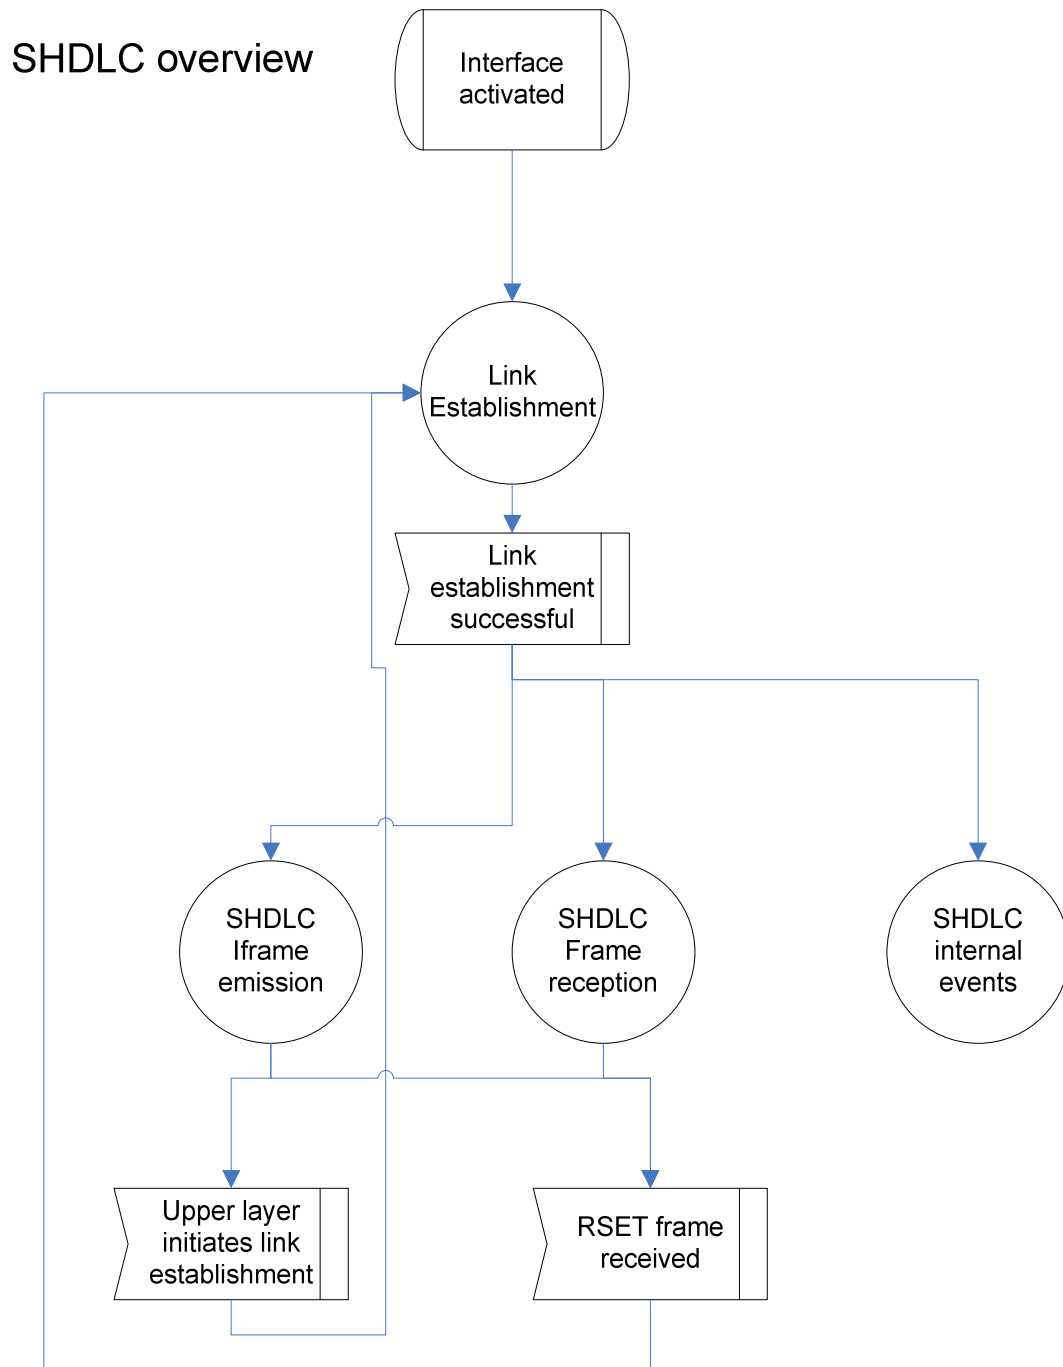 SHDLC overview
Interface
activated
Link
Establishment
Link
establishment
successful
SHDLC
Iframe
emission
SHDLC
Frame
reception
SHDLC
internal
events
Upper layer
initiates link
establishment
RSET frame
received